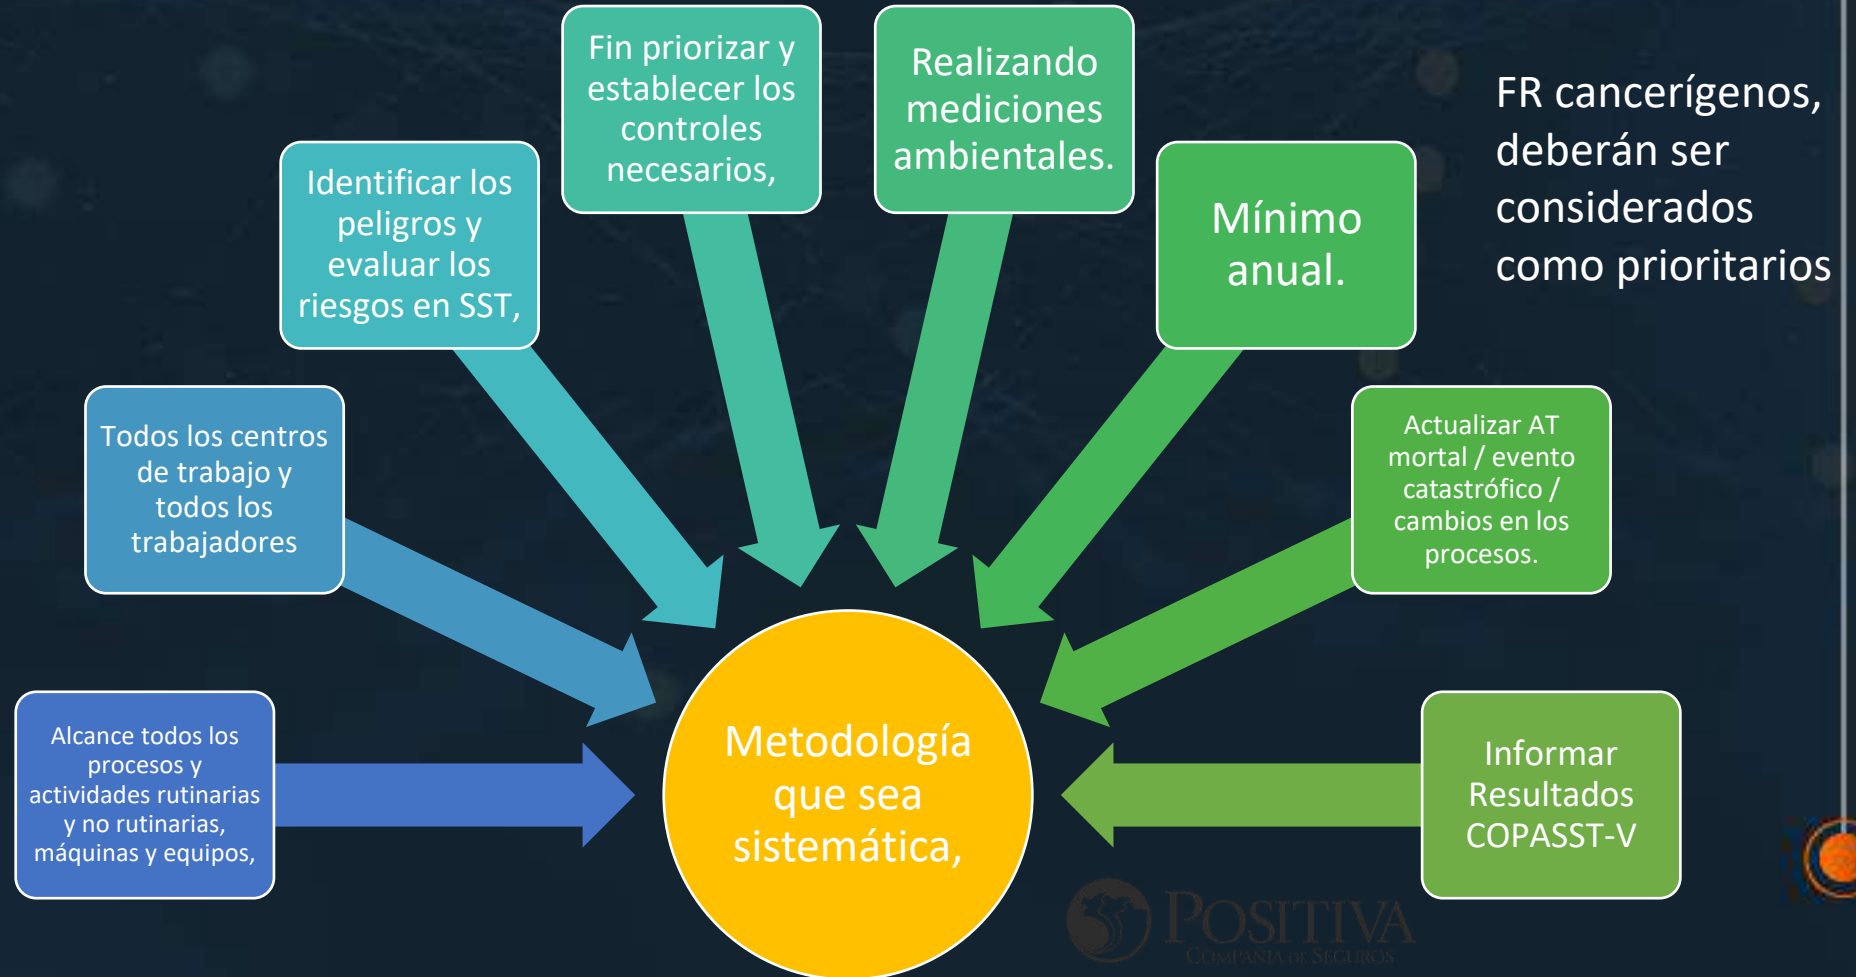 Alcance todos los
procesos y
actividades rutinarias
y no rutinarias,
máquinas y equipos,
Todos los centros
de trabajo y
todos los
trabajadores
Identificar los
peligros y
evaluar los
riesgos en SST,
Fin priorizar y
establecer los
controles
necesarios,
Realizando
mediciones
ambientales.
Mínimo
anual.
Actualizar AT
mortal / evento
catastrófico /
cambios en los
procesos.
Informar
Resultados
COPASST-V
Metodología
que sea
sistemática,
FR cancerígenos,
deberán ser
considerados
como prioritarios
POSITIVA
COMPAÑIA DE SEGUROS